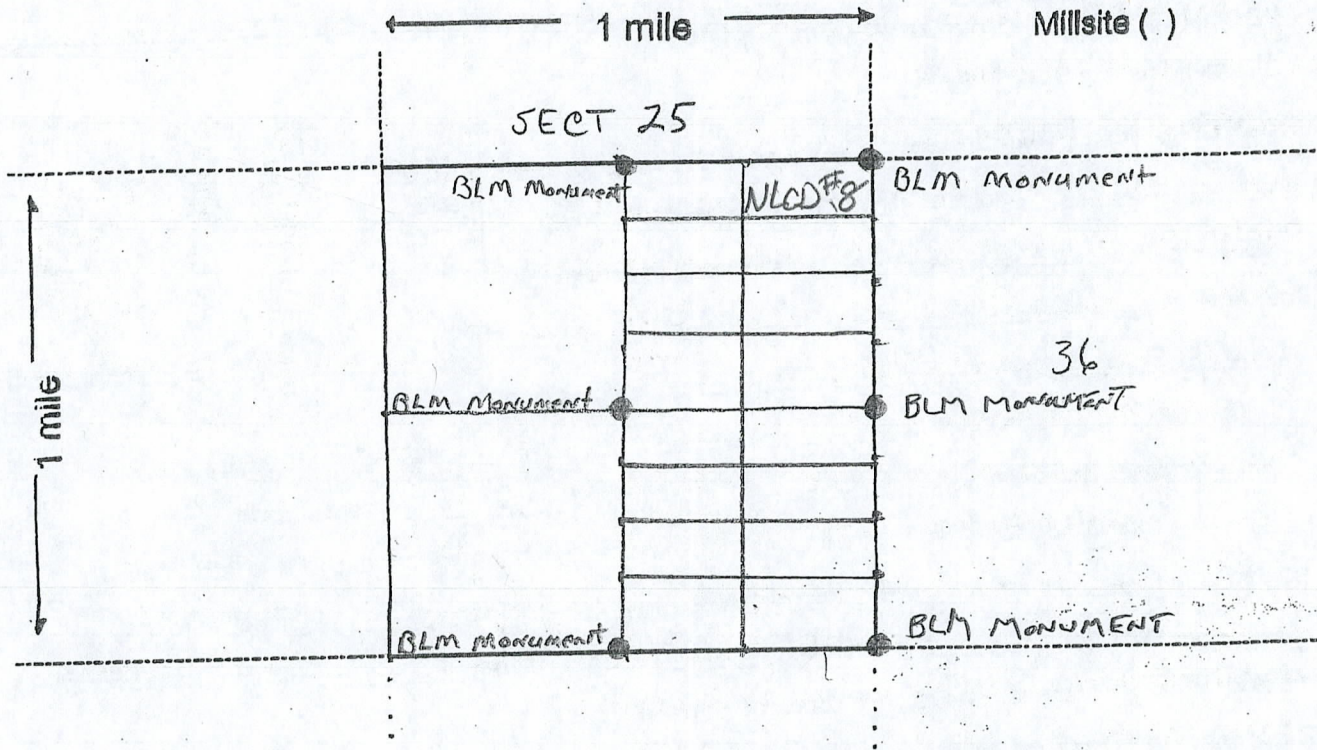 1 mile
Millsite ( )
SECT 25
BLM Monument
NLCD #8
BLM Monument
1 mile
36
BLM Monument
BLM MONUMENT
BLM Monument
BLM MONUMENT